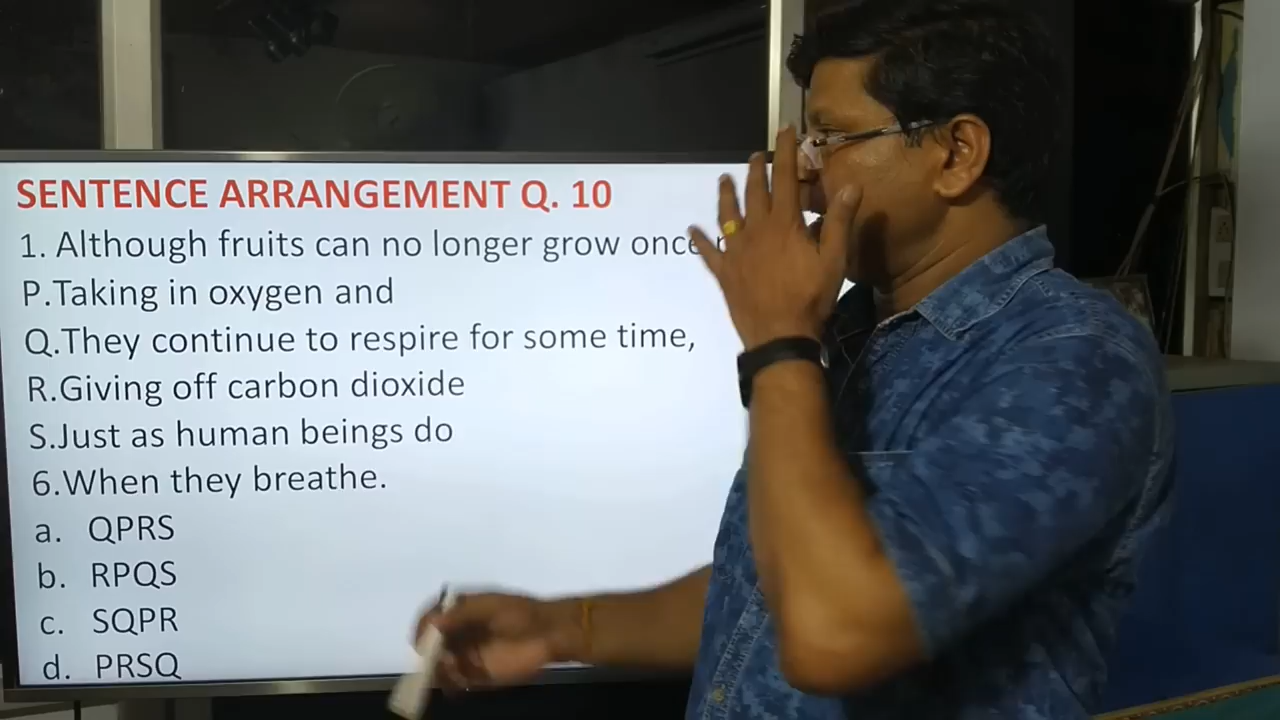 SENTENCE ARRANGEMENT Q. 10
1. Although fruits can no longer grow once
P.Taking in oxygen and
Q.They continue to respire for some time,
R.Giving off carbon dioxide
S.Just as human beings do
6.When they breathe.
a. QPRS
b. RPQS
c. SQPR
d. PRSQ